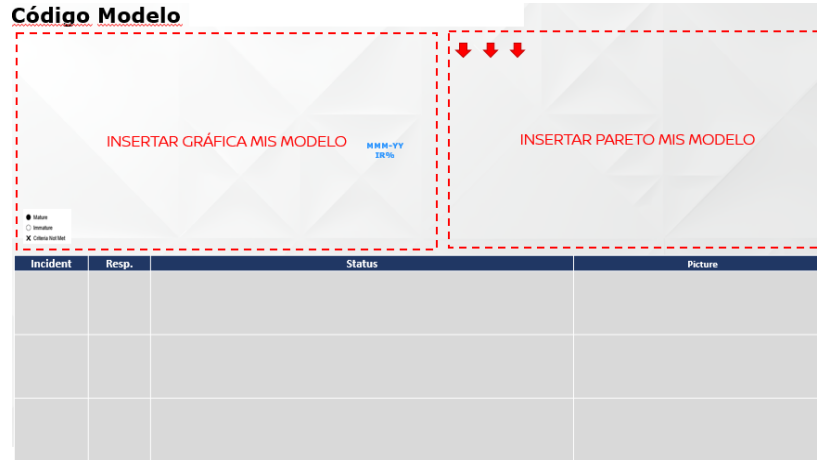 Código Modelo
INSERTAR GRÁFICA MIS MODELO
MMM-YY
IR%
Mature
Immature
Criteria Not Met
INSERTAR PARETO MIS MODELO
Incident Resp. Status Picture